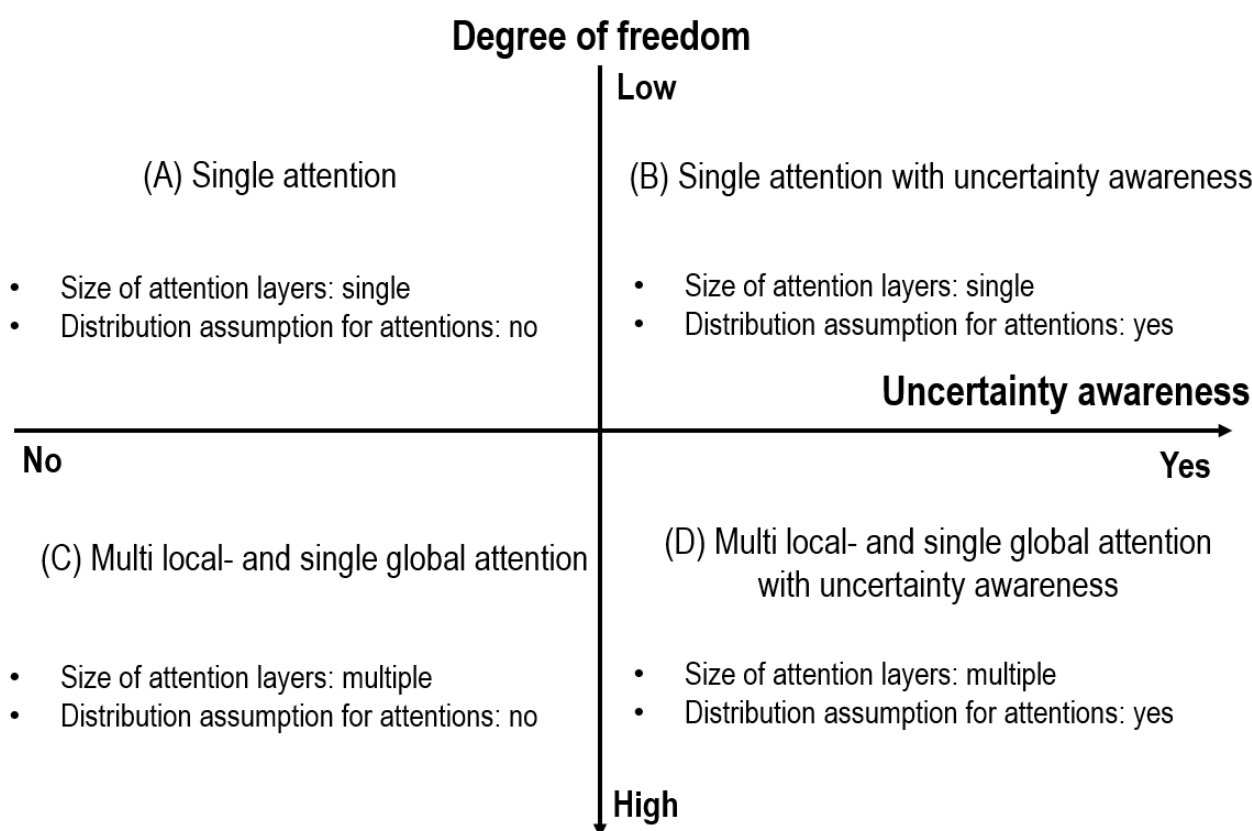 Degree of freedom
Low
(A) Single attention
• Size of attention layers: single
• Distribution assumption for attentions: no
(B) Single attention with uncertainty awareness
• Size of attention layers: single
• Distribution assumption for attentions: yes
Uncertainty awareness
No
Yes
(C) Multi local- and single global attention
• Size of attention layers: multiple
• Distribution assumption for attentions: no
(D) Multi local- and single global attention
with uncertainty awareness
• Size of attention layers: multiple
• Distribution assumption for attentions: yes
High